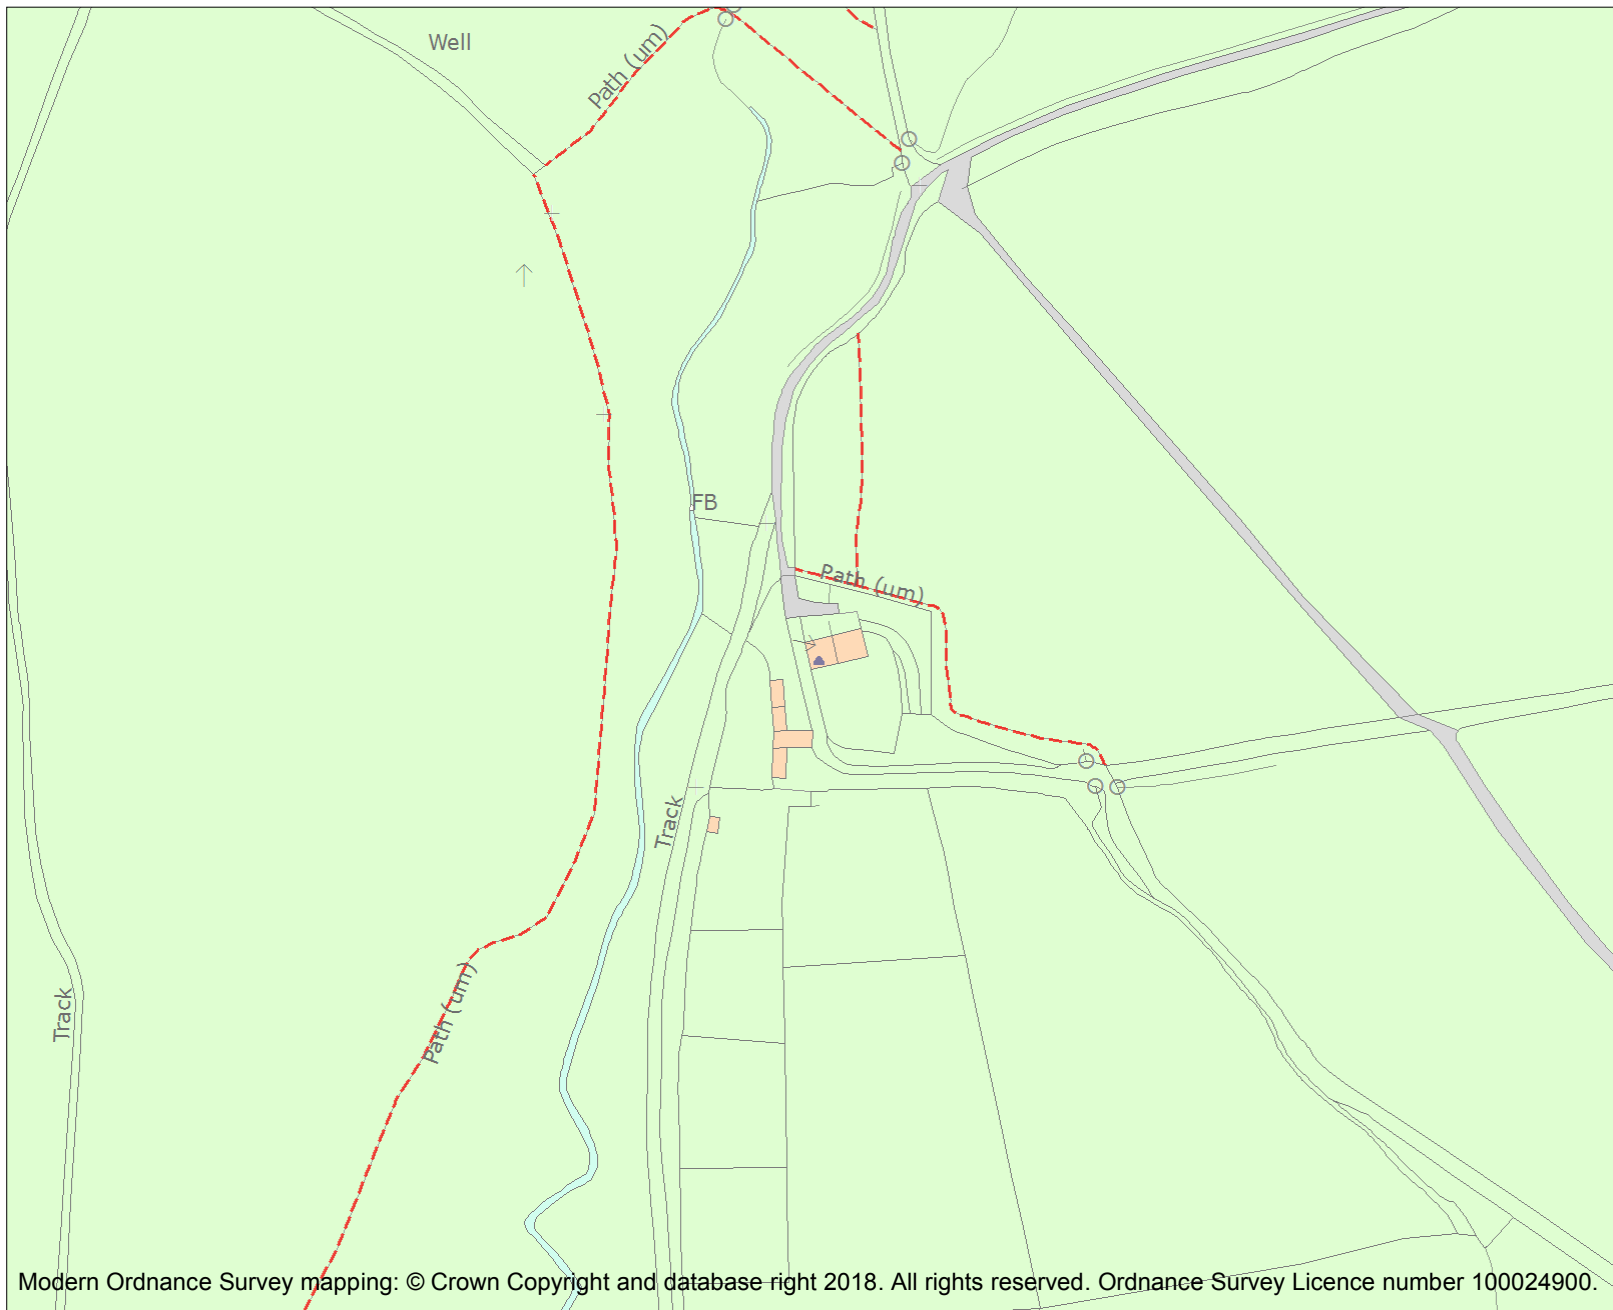 Well
Path (um)
FB
Path (um)
Track
Path (um)
Track
Modern Ordnance Survey mapping: © Crown Copyright and database right 2018. All rights reserved. Ordnance Survey Licence number 100024900.